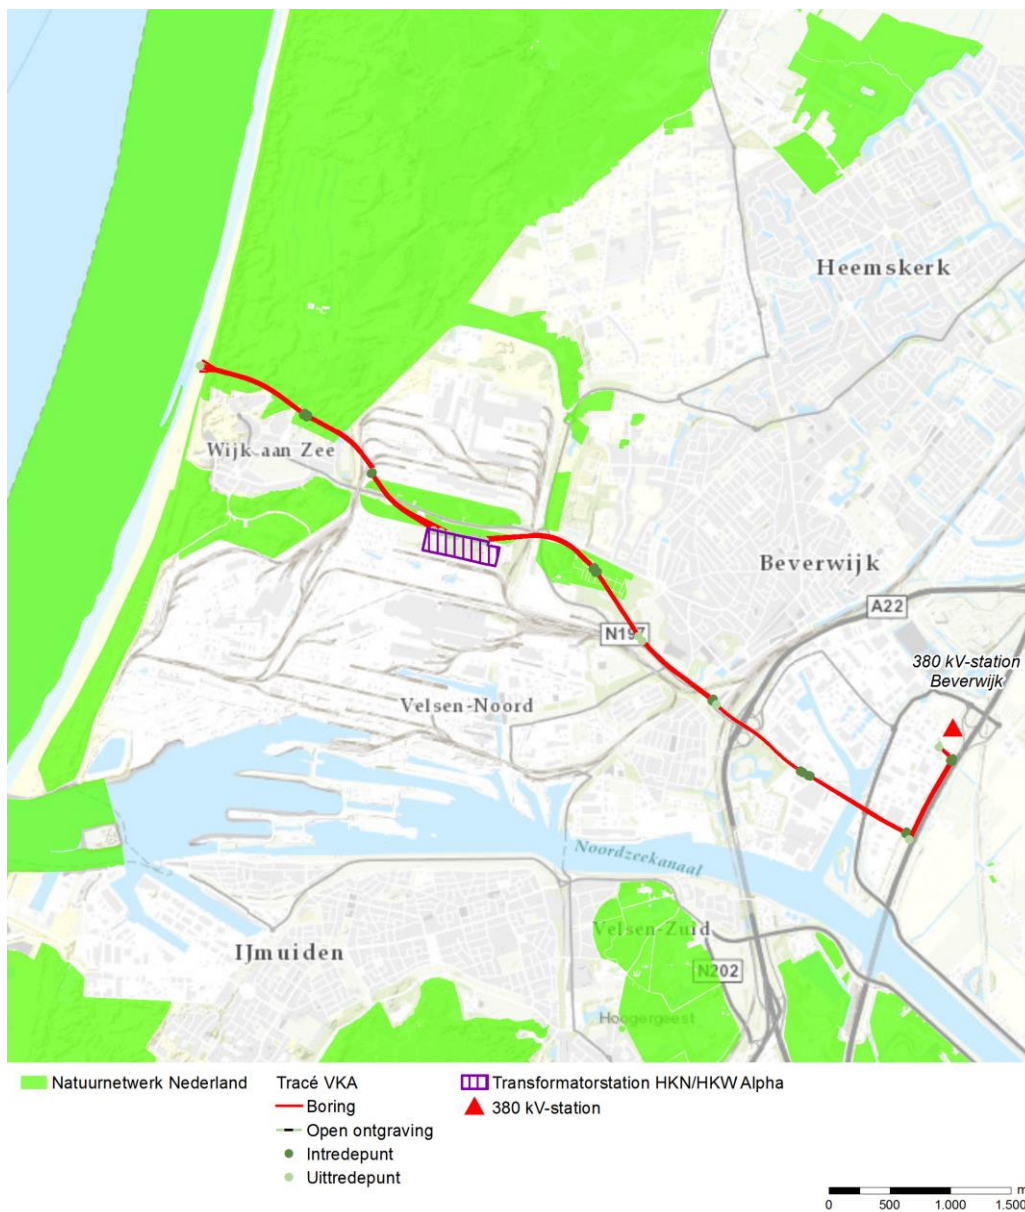 Heemskerk
Wijk aan Zee
Beverwijk
A22
N197
380 kV-station
Beverwijk
Velsen-Noord
Noordzeekanaal
Velsen-Zuid
IJmuiden
N202
Hoogergeest
Natuurnetwerk Nederland
Tracé VKA
Boring
Open ontgraving
Intredepunt
Uittredepunt
Transformatorstation HKN/HKW Alpha
380 kV-station
m
0 500 1.000 1.500